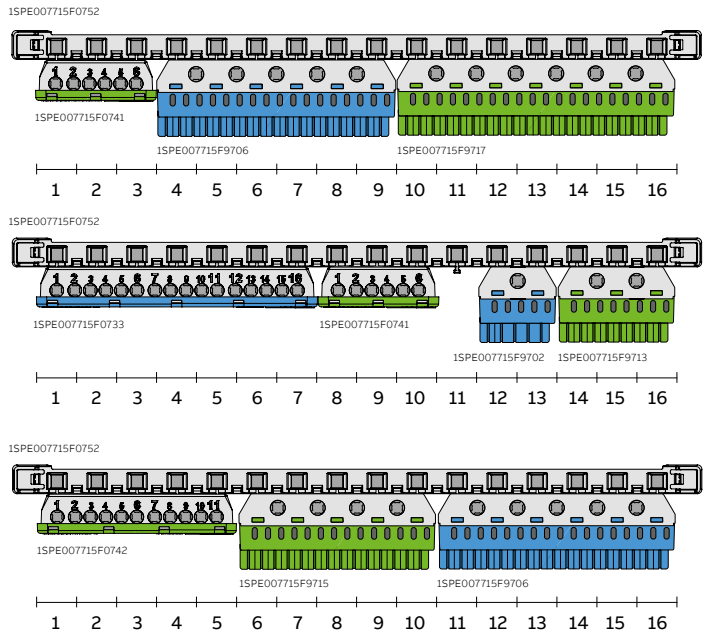 1SPE007715F0752
1 2 3 4 5 6
1SPE007715F0741
1SPE007715F9706
1SPE007715F9717
1 2 3 4 5 6 7 8 9 10 11 12 13 14 15 16
1SPE007715F0752
1 2 3 4 5 6 7 8 9 10 11 12 13 14 15 16
1 2 3 4 5 6
1SPE007715F0733
1SPE007715F0741
1SPE007715F9702
1SPE007715F9713
1 2 3 4 5 6 7 8 9 10 11 12 13 14 15 16
1SPE007715F0752
1 2 3 4 5 6 7 8 9 10 11
1SPE007715F0742
1SPE007715F9715
1SPE007715F9706
1 2 3 4 5 6 7 8 9 10 11 12 13 14 15 16